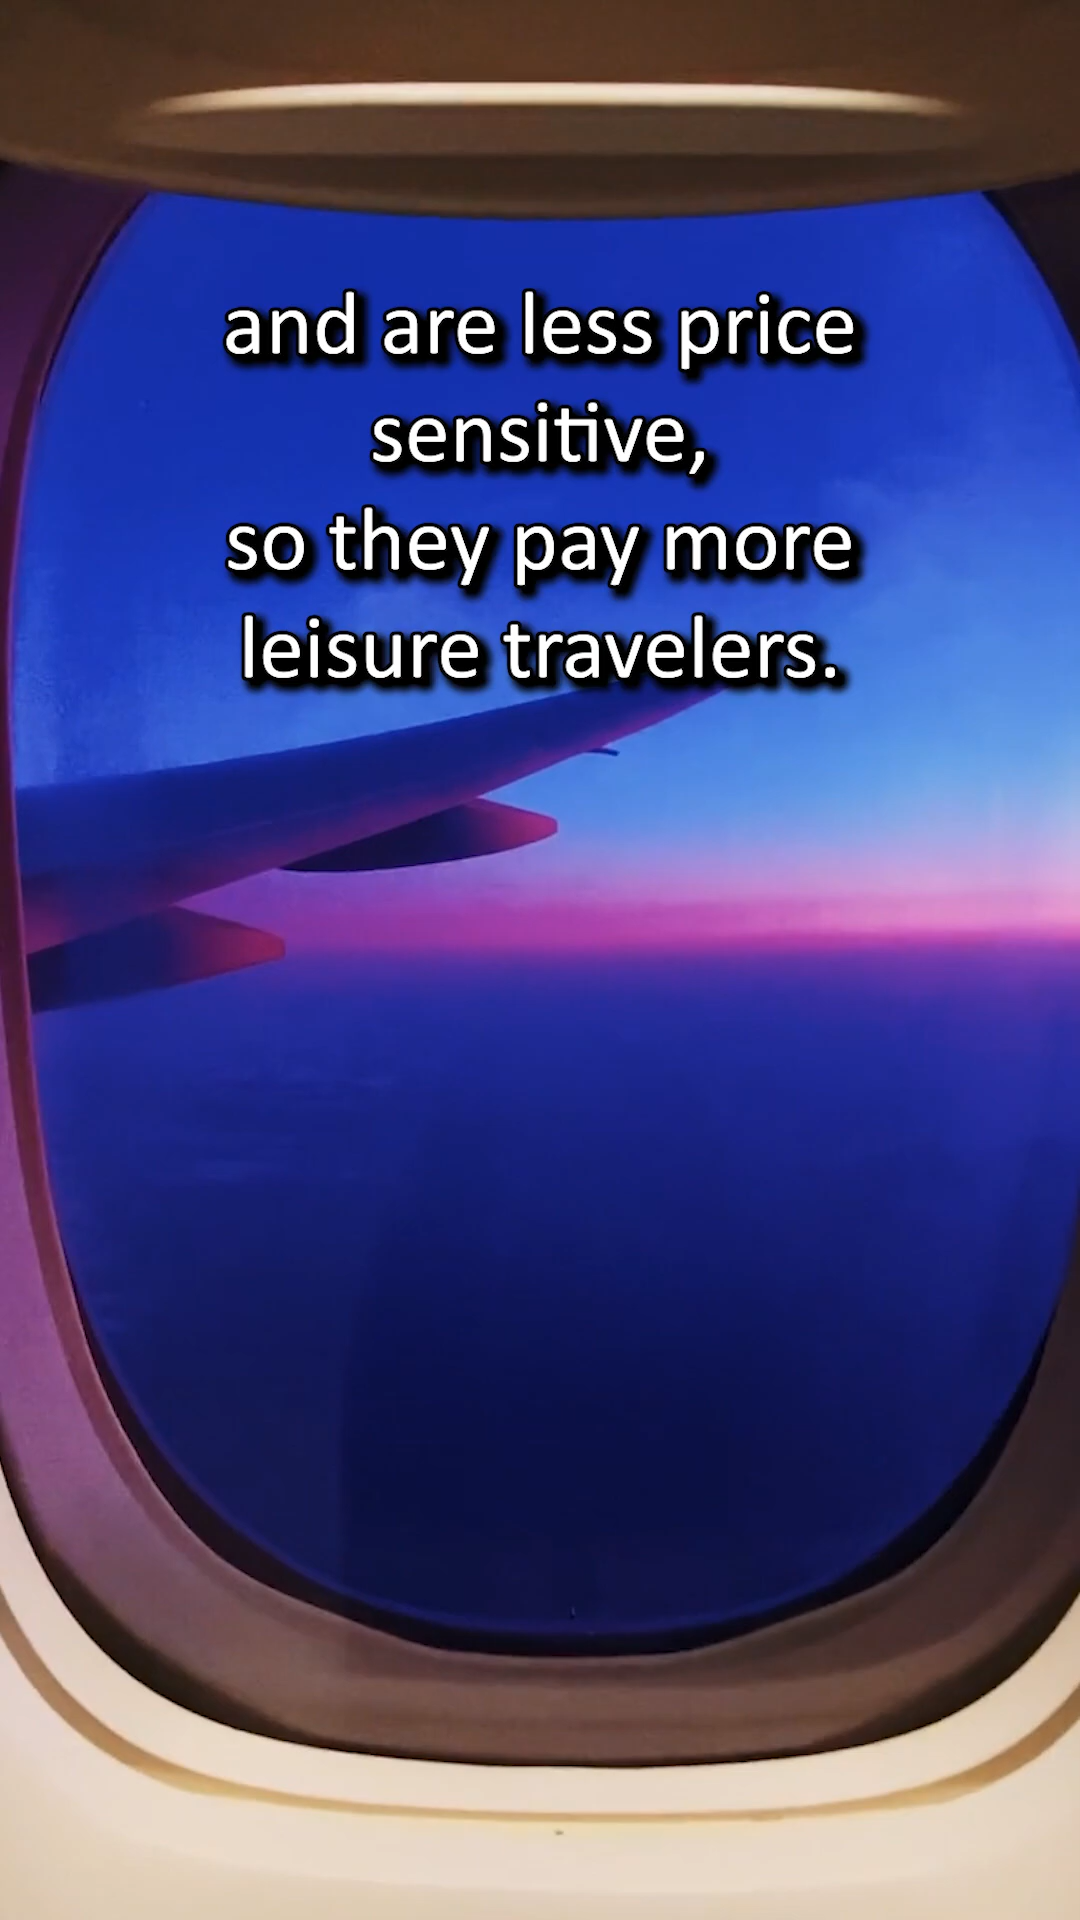 and are less price
sensitive,
so they pay more
leisure travelers.